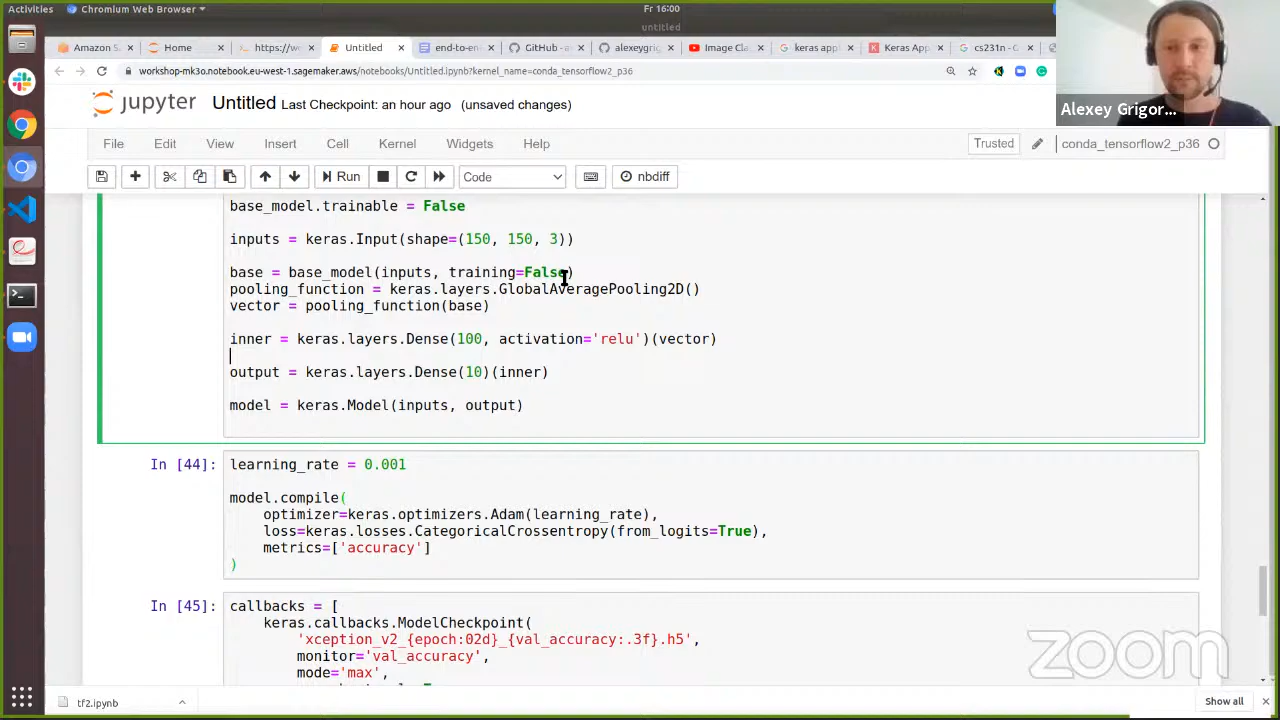 Activities
Chromium Web Browser
Fr 16:00
untitled
Amazon S
Home
https://wo
Untitled
end-to-en
GitHub - a
alexeygrig
Image Cla
keras appl
Keras App
cs231n - G
workshop-mk3o.notebook.eu-west-1.sagemaker.aws/notebooks/Untitled.ipynb?kernel_name=conda_tensorflow2_p36
Alexey Grigor...
jupyter
Untitled Last Checkpoint: an hour ago (unsaved changes)
File
Edit
View
Insert
Cell
Kernel
Widgets
Help
Trusted
conda_tensorflow2_p36
Run
Code
nbdiff
base_model.trainable = False
inputs = keras.Input(shape=(150, 150, 3))
base = base_model(inputs, training=False)
pooling_function = keras.layers.GlobalAveragePooling2D()
vector = pooling_function(base)
inner = keras.layers.Dense(100, activation='relu')(vector)
output = keras.layers.Dense(10)(inner)
model = keras.Model(inputs, output)
In [44]:
learning_rate = 0.001
model.compile(
optimizer=keras.optimizers.Adam(learning_rate),
loss=keras.losses.CategoricalCrossentropy(from_logits=True),
metrics=['accuracy']
)
In [45]:
callbacks = [
keras.callbacks.ModelCheckpoint(
'xception_v2_{epoch:02d}_{val_accuracy:.3f}.h5',
monitor='val_accuracy',
mode='max',
zoom
tf2.ipynb
Show all